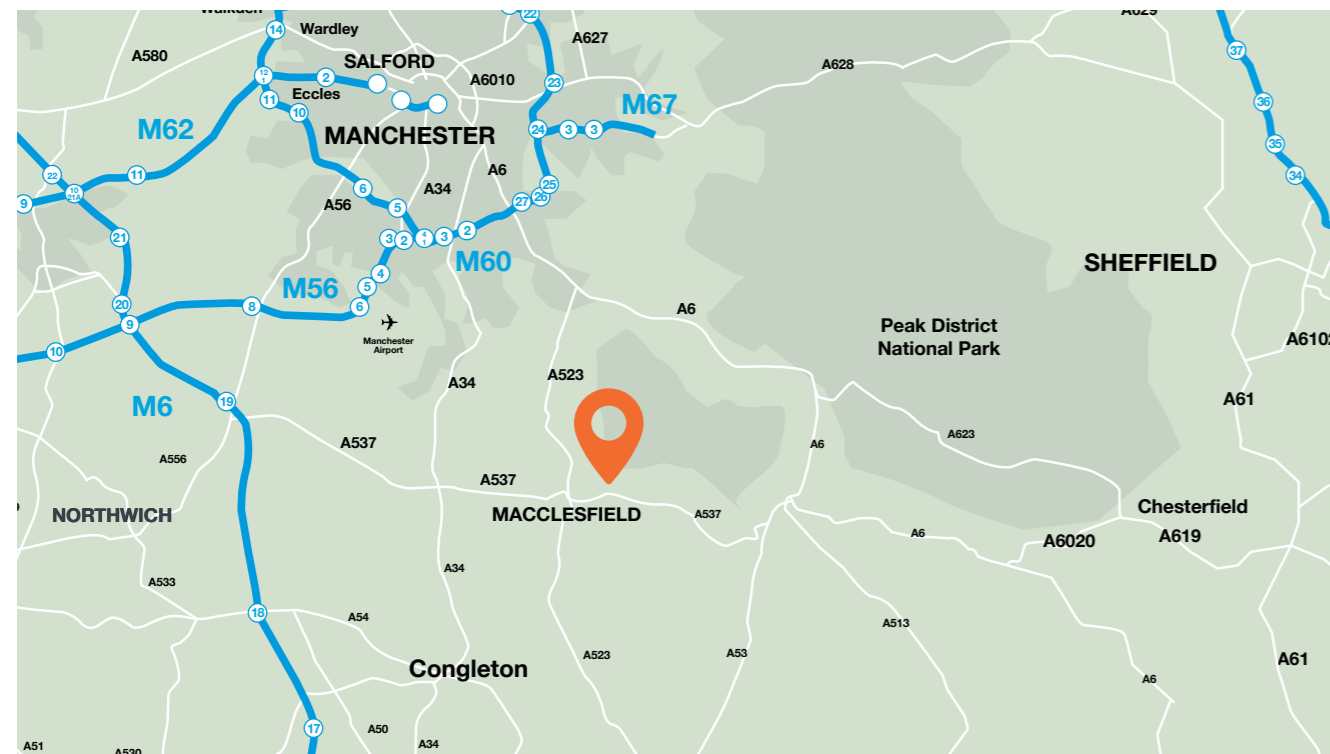 Walkden
22
A629
14
Wardley
A627
37
A580
SALFORD
A628
12
1
2
A6010
23
Eccles
11
36
M67
10
M62
MANCHESTER
24
3
3
35
A6
22
11
34
10
21A
6
A34
25
9
A56
5
27
26
21
3
2
4
1
3
2
M60
SHEFFIELD
4
M56
5
20
8
6
A6
9
Manchester
Airport
Peak District
National Park
A6102
10
A523
A34
M6
19
A61
A537
A623
A6
A556
A537
NORTHWICH
MACCLESFIELD
A537
Chesterfield
A6
A6020
A619
A34
A533
18
A54
A513
A523
A53
Congleton
A61
A6
17
A50
A51
A530
A34